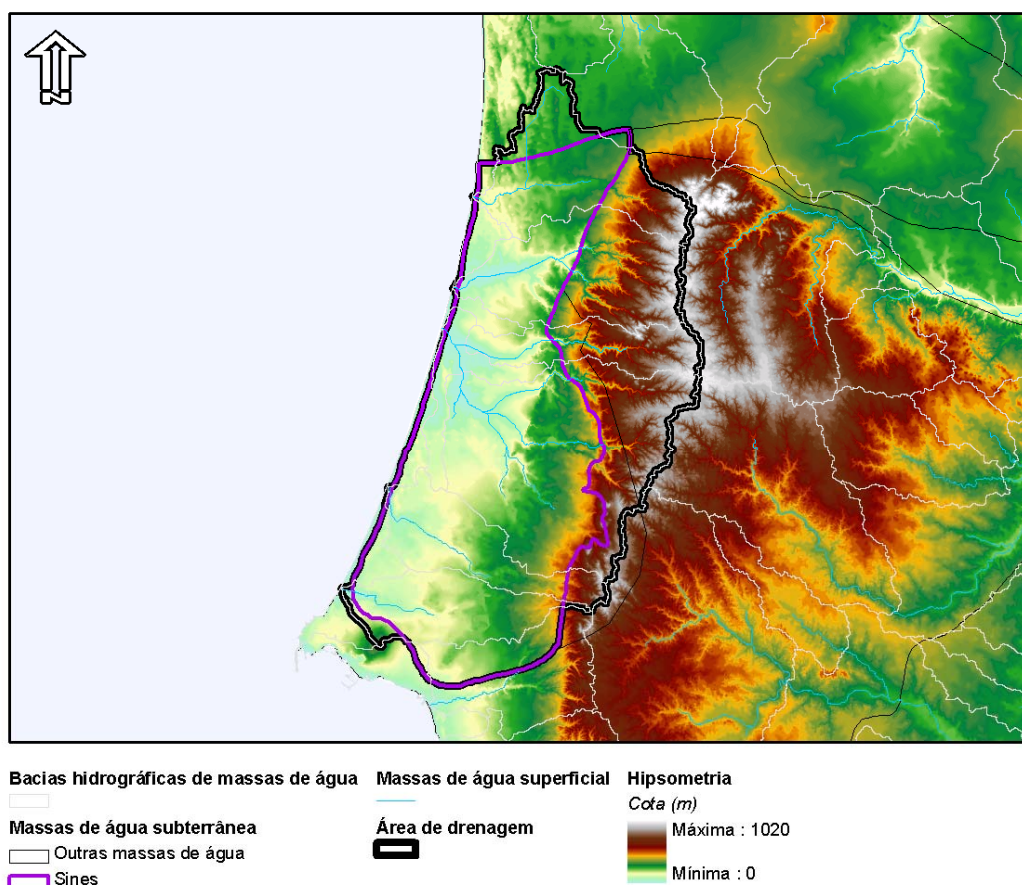 N
Bacias hidrográficas de massas de água
Massas de água subterrânea
Outras massas de água
Sines
Massas de água superficial
Área de drenagem
Hipsometria
Cota (m)
Máxima : 1020
Mínima : 0